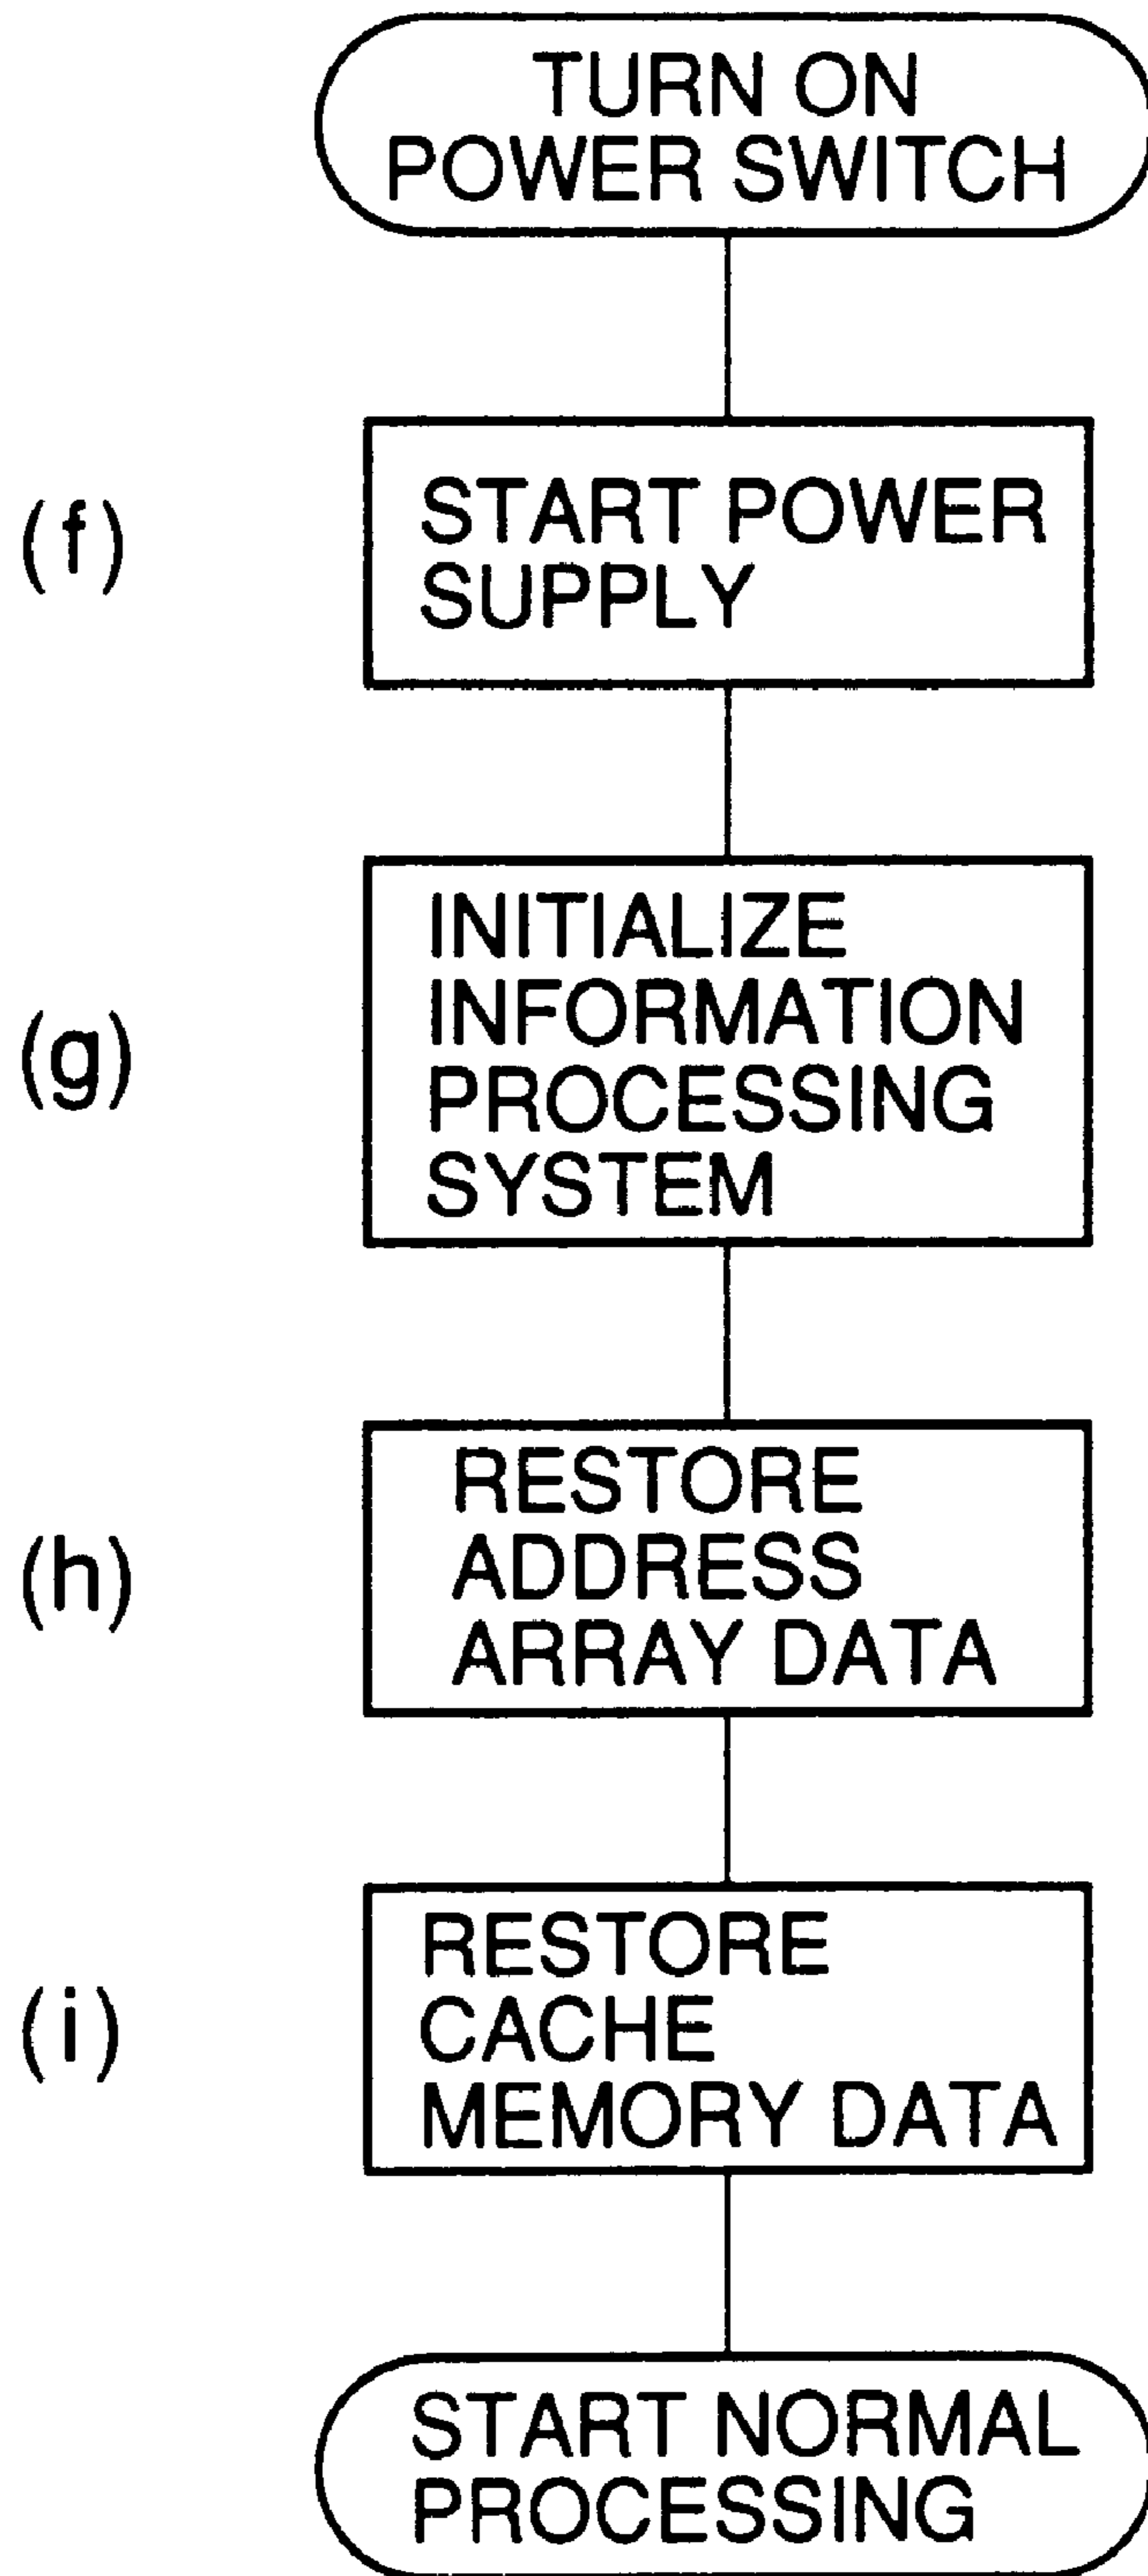 TURN ON
POWER SWITCH
(f)
START POWER
SUPPLY
(g)
INITIALIZE
INFORMATION
PROCESSING
SYSTEM
(h)
RESTORE
ADDRESS
ARRAY DATA
(i)
RESTORE
CACHE
MEMORY DATA
START NORMAL
PROCESSING